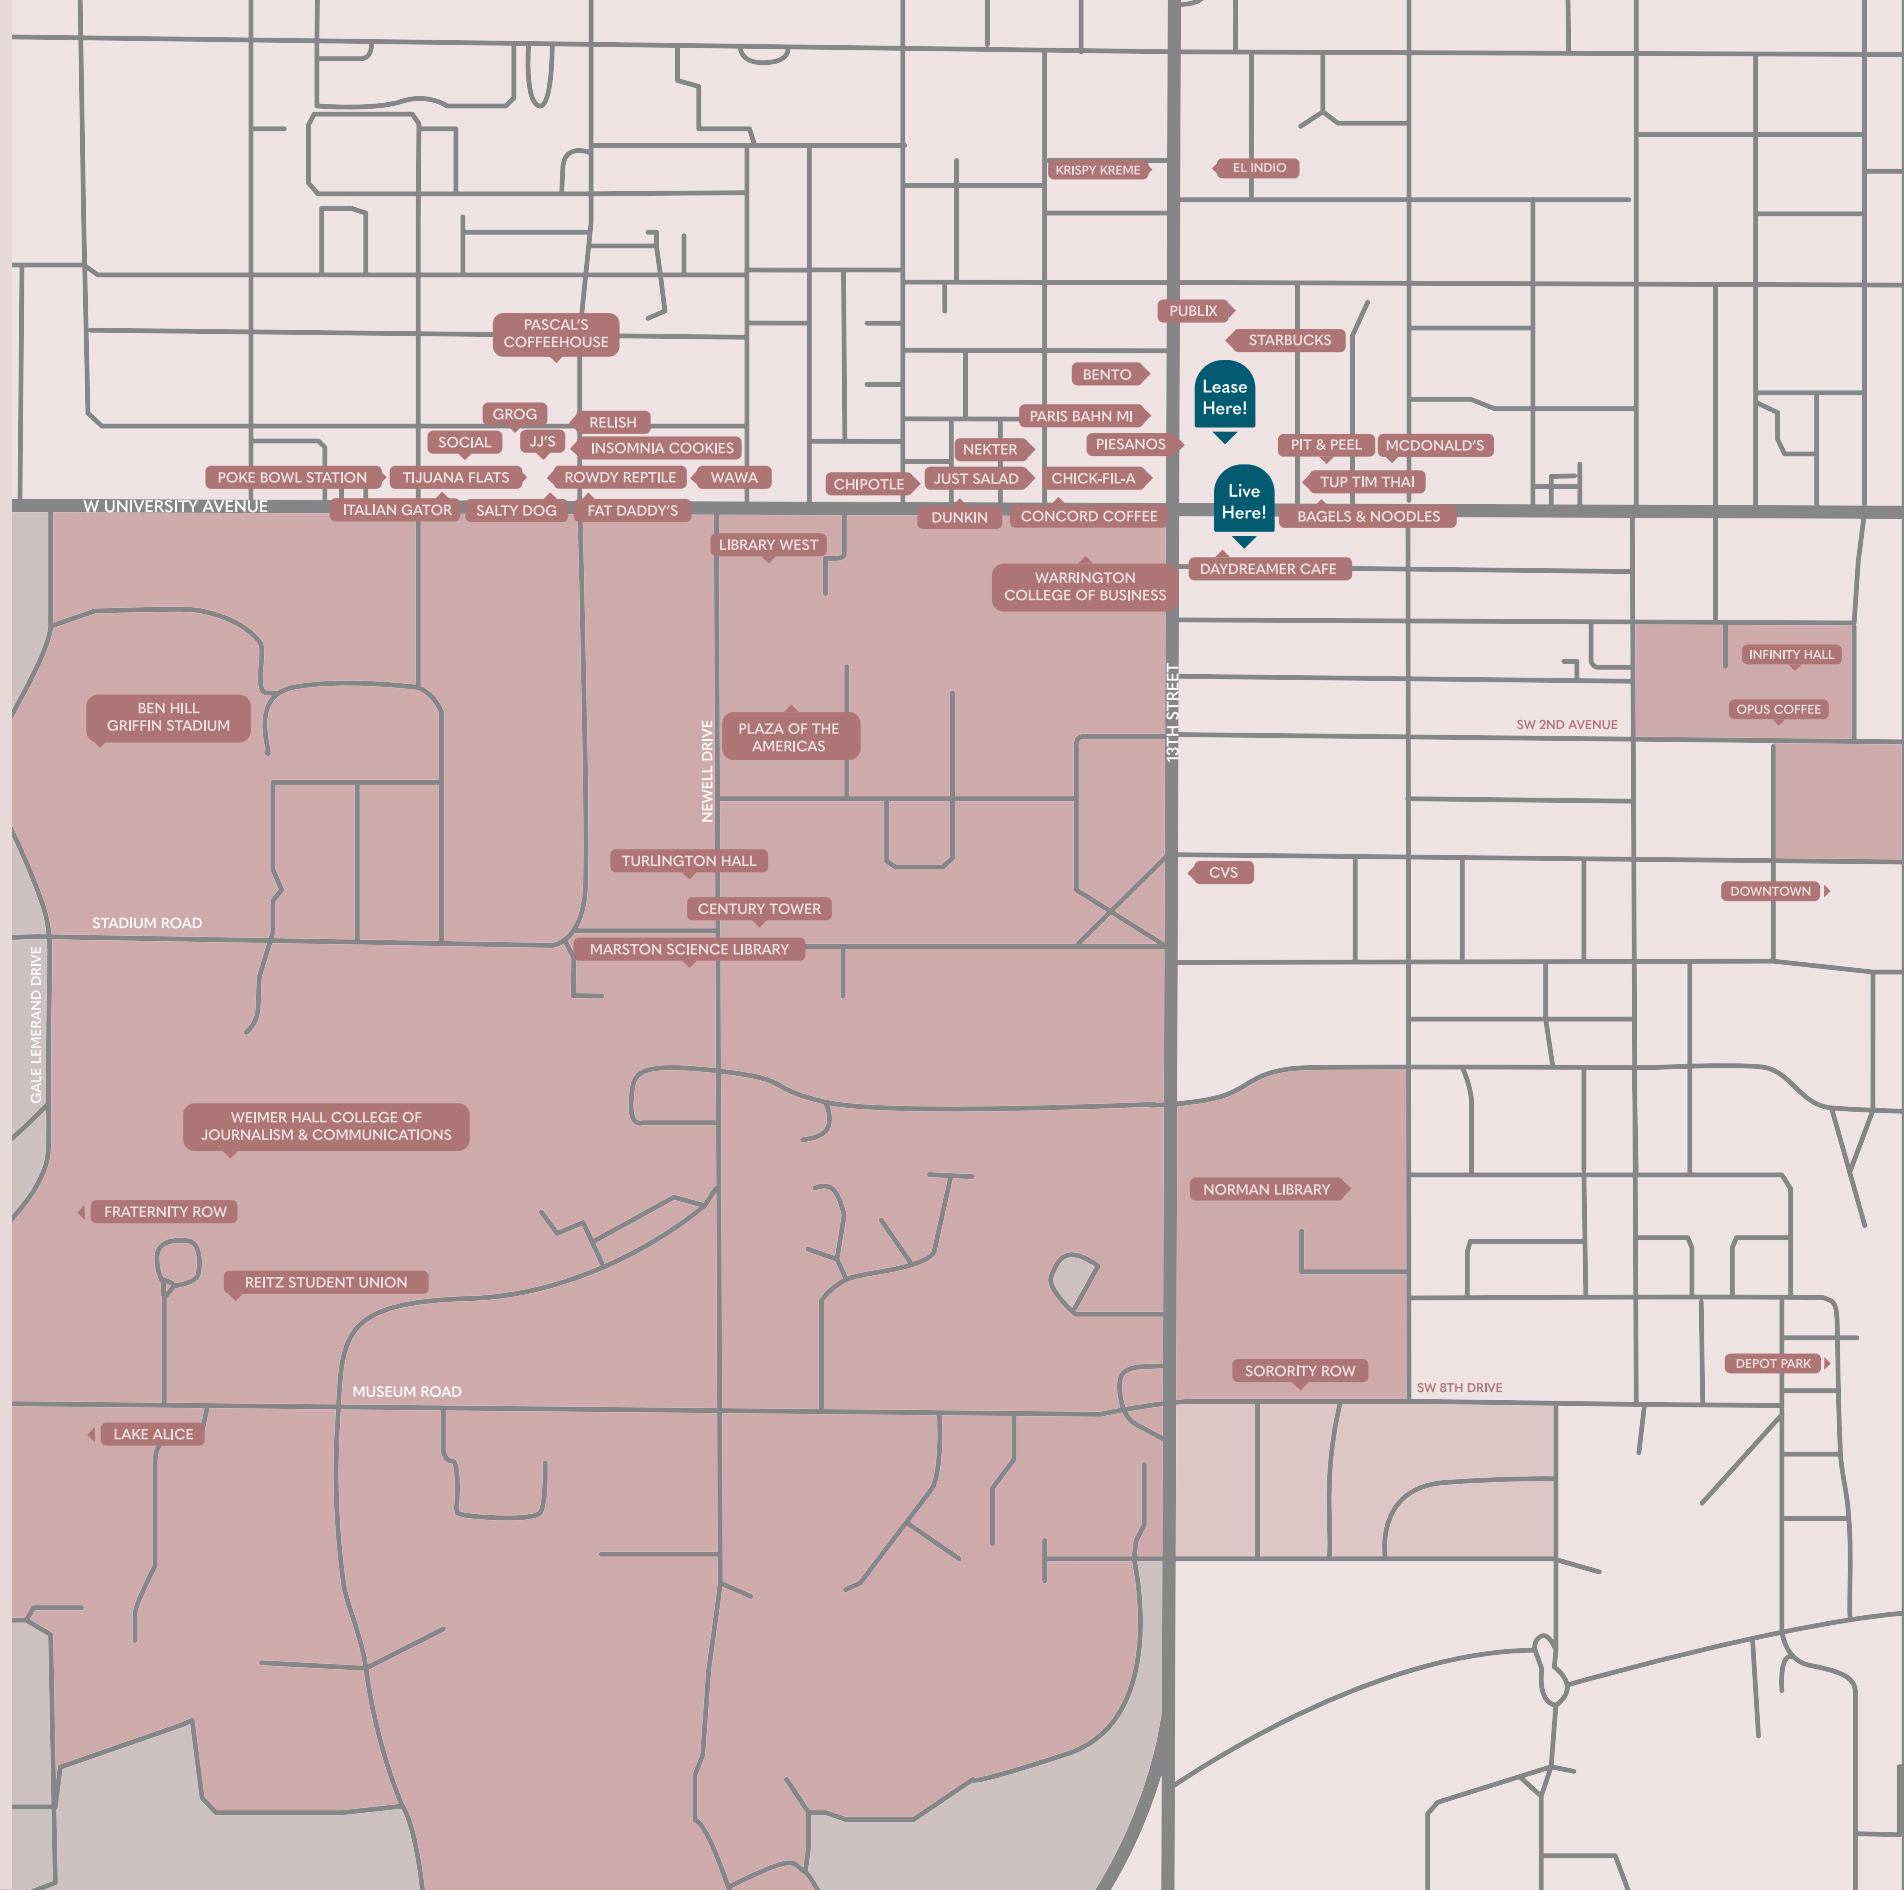 KRISPY KREME
EL INDIO
PUBLIX
STARBUCKS
PASCAL'S
COFFEEHOUSE
BENTO
Lease
Here!
GROG
RELISH
PARIS BAHN MI
SOCIAL
JJ'S
INSOMNIA COOKIES
NEKTER
PIESANOS
PIT & PEEL
MCDONALD'S
POKE BOWL STATION
TIJUANA FLATS
ROWDY REPTILE
WAWA
CHIPOTLE
JUST SALAD
CHICK-FIL-A
Live
Here!
TUP TIM THAI
W UNIVERSITY AVENUE
ITALIAN GATOR
SALTY DOG
FAT DADDY'S
DUNKIN
CONCORD COFFEE
BAGELS & NOODLES
LIBRARY WEST
WARRINGTON
COLLEGE OF BUSINESS
DAYDREAMER CAFE
INFINITY HALL
BEN HILL
GRIFFIN STADIUM
PLAZA OF THE
AMERICAS
NEWELL DRIVE
13TH STREET
OPUS COFFEE
SW 2ND AVENUE
TURLINGTON HALL
CVS
DOWNTOWN
CENTURY TOWER
STADIUM ROAD
MARSTON SCIENCE LIBRARY
GALE LEMERAND DRIVE
WEIMER HALL COLLEGE OF
JOURNALISM & COMMUNICATIONS
NORMAN LIBRARY
FRATERNITY ROW
REITZ STUDENT UNION
SORORITY ROW
DEPOT PARK
MUSEUM ROAD
SW 8TH DRIVE
LAKE ALICE